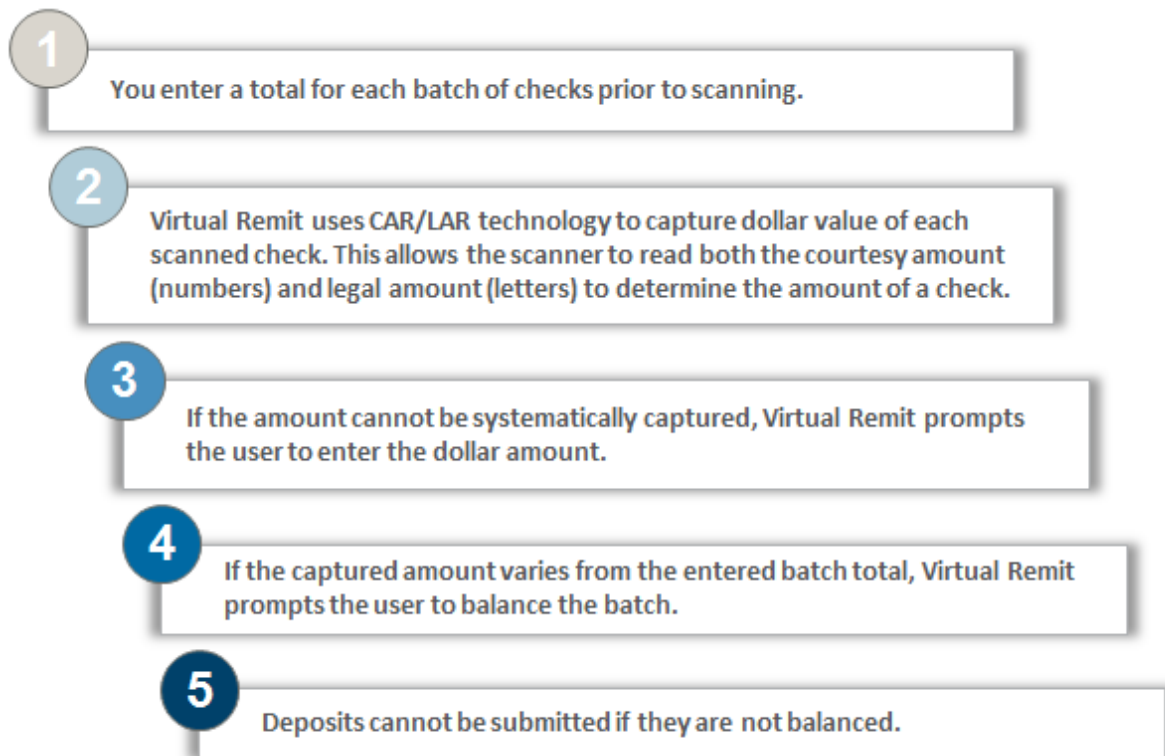 1
You enter a total for each batch of checks prior to scanning.
2
Virtual Remit uses CAR/LAR technology to capture dollar value of each
scanned check. This allows the scanner to read both the courtesy amount
(numbers) and legal amount (letters) to determine the amount of a check.
3
If the amount cannot be systematically captured, Virtual Remit prompts
the user to enter the dollar amount.
4
If the captured amount varies from the entered batch total, Virtual Remit
prompts the user to balance the batch.
5
Deposits cannot be submitted if they are not balanced.